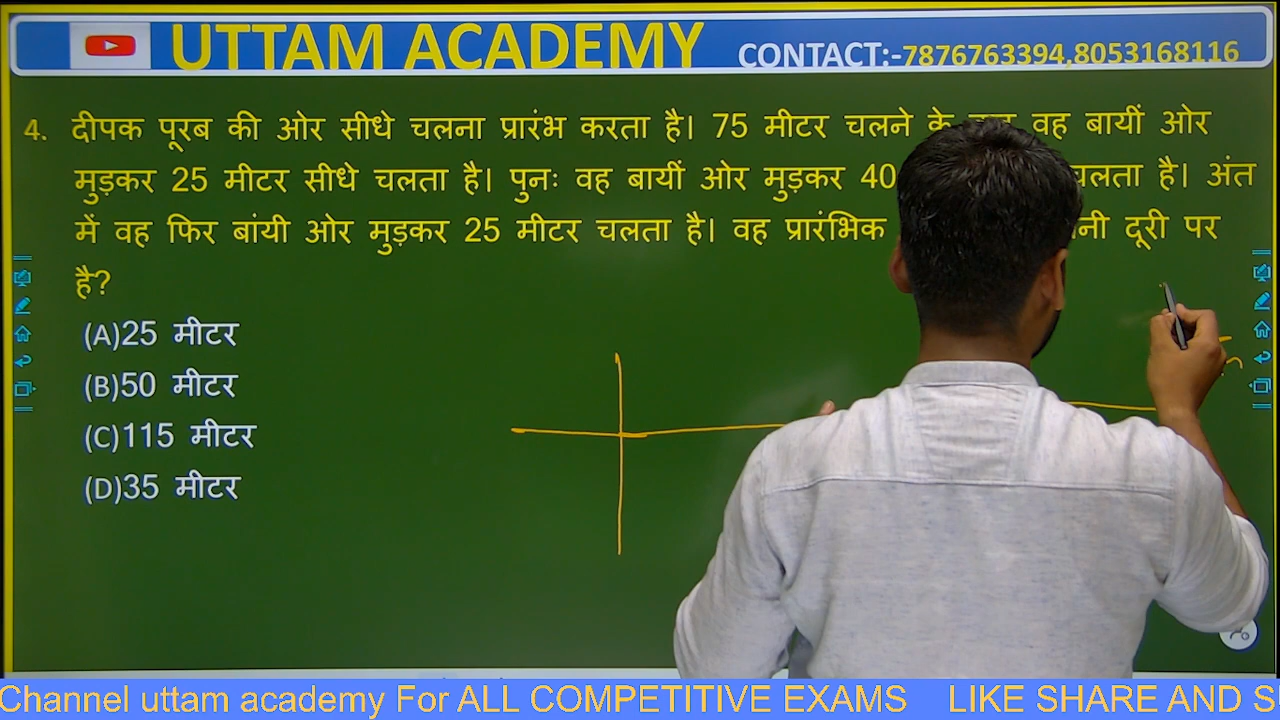 UTTAM ACADEMY CONTACT:-7876763394,8053168116
4. दीपक पूरब की ओर सीधे चलना प्रारंभ करता है। 75 मीटर चलने के वह बायीं ओर
मुड़कर 25 मीटर सीधे चलता है। पुनः वह बायीं ओर मुड़कर 40 चलता है। अंत
में वह फिर बांयी ओर मुड़कर 25 मीटर चलता है। वह प्रारंभिक दूरी पर
है?
(A)25 मीटर
(B)50 मीटर
(C)115 मीटर
(D)35 मीटर
Channel uttam academy For ALL COMPETITIVE EXAMS LIKE SHARE AND S